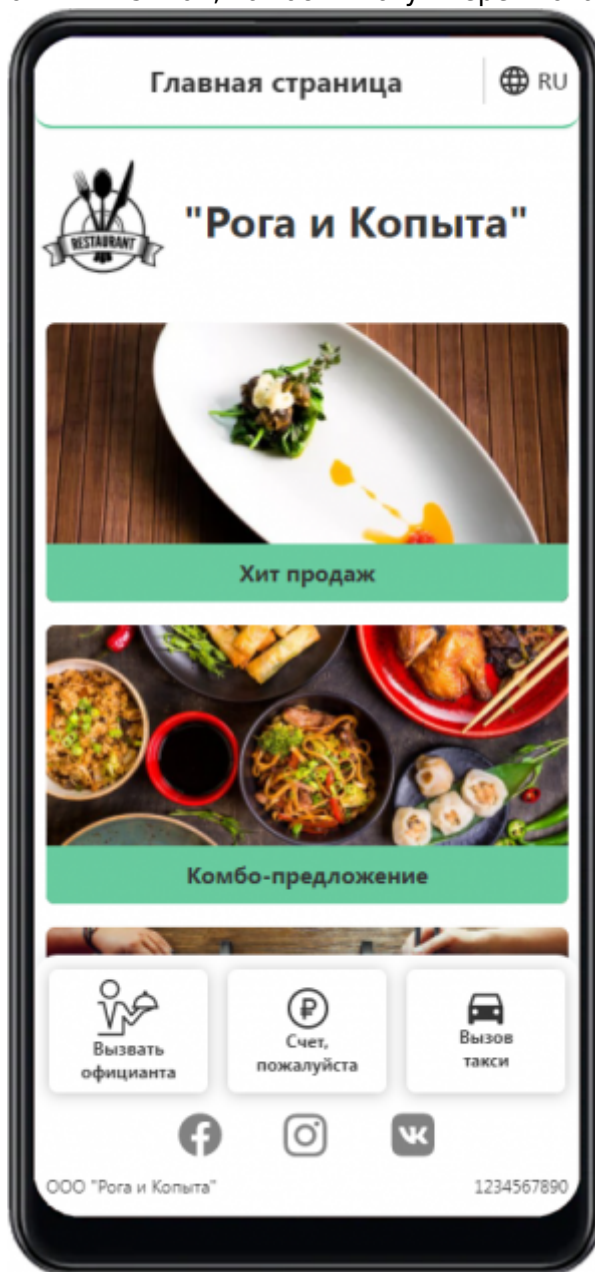 Главная страница
RU
RESTAURANT
"Рога и Копыта"
Хит продаж
Комбо-предложение
Вызвать
официанта
Счет,
пожалуйста
Вызов
такси
ООО "Рога и Копыта"
1234567890